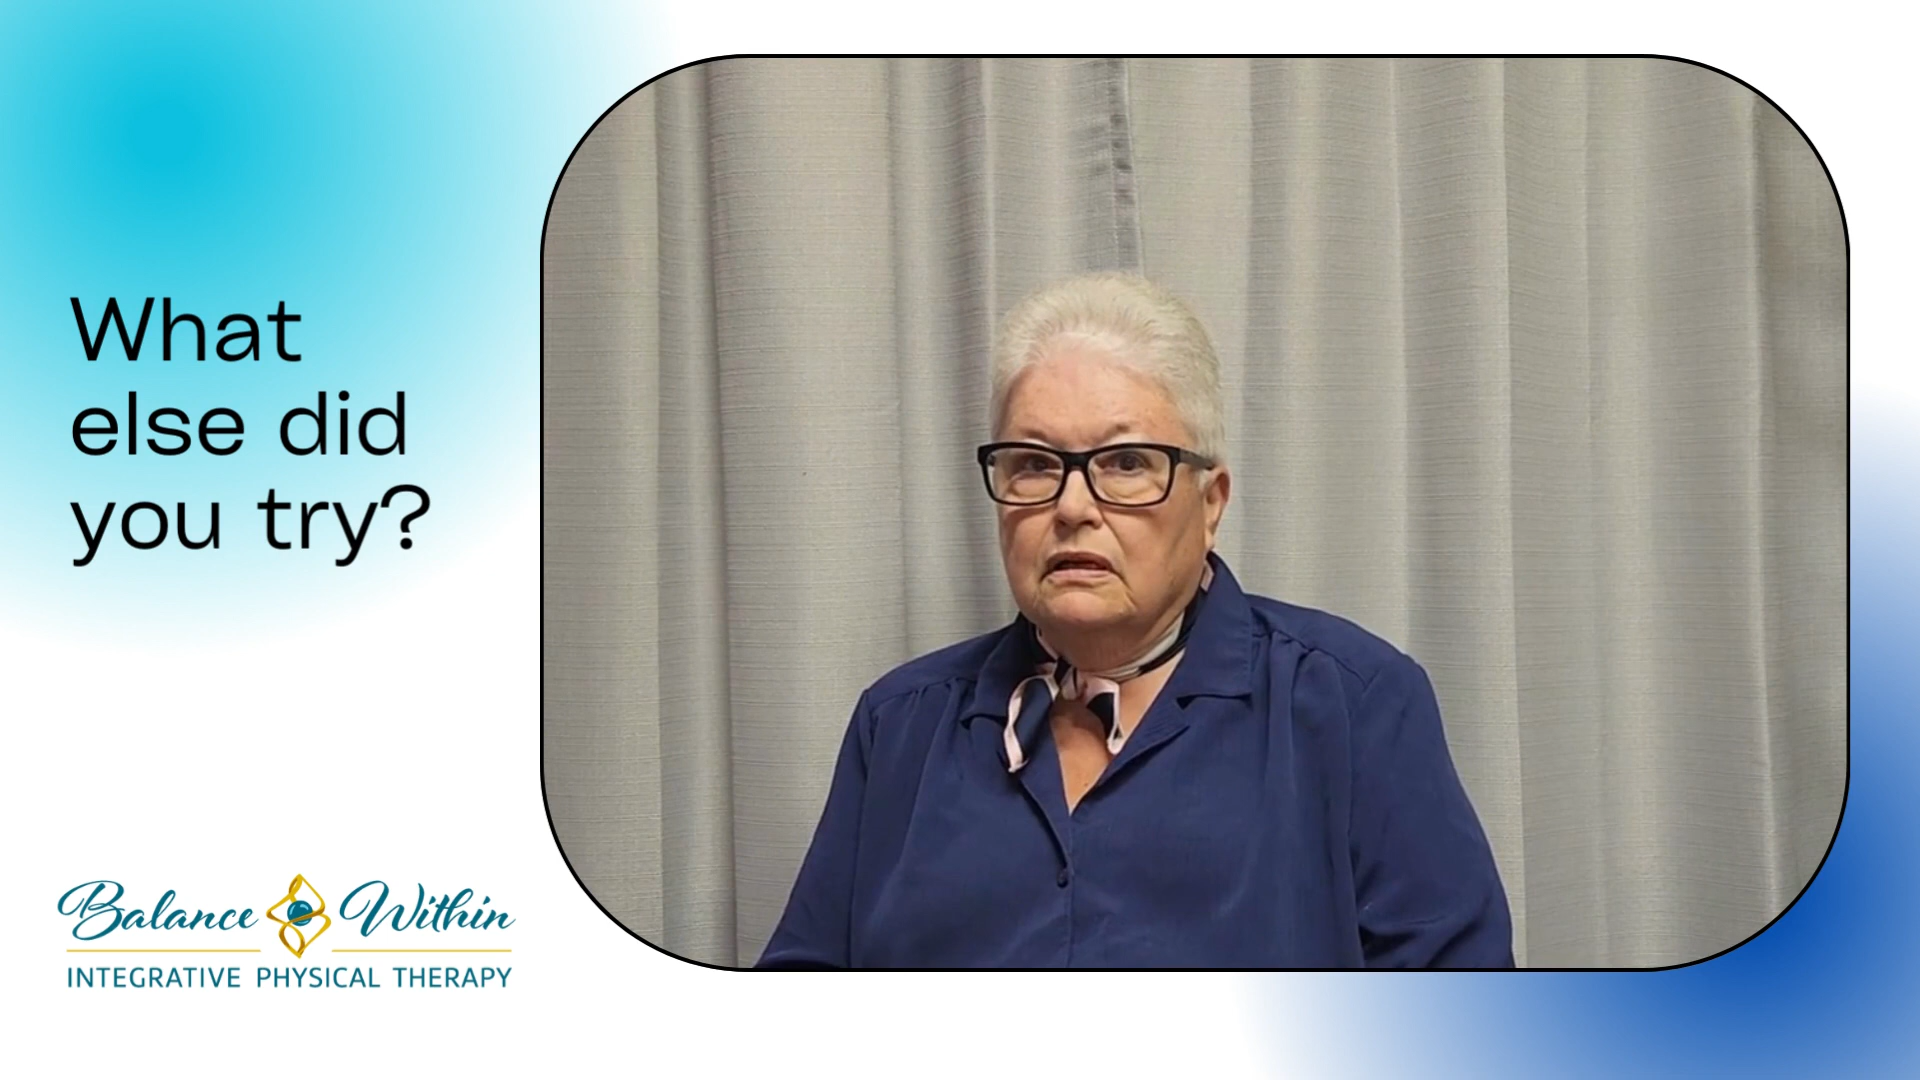 What
else did
you try?
Balance Within
INTEGRATIVE PHYSICAL THERAPY